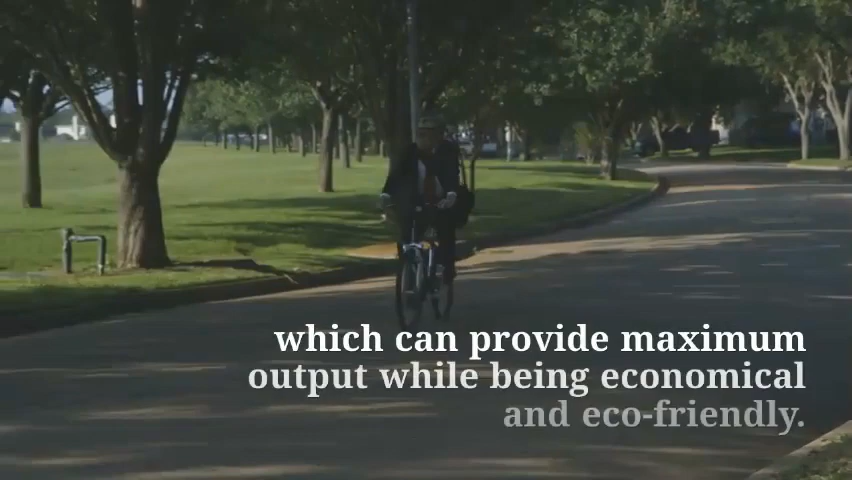 which can provide maximum
output while being economical
and eco-friendly.